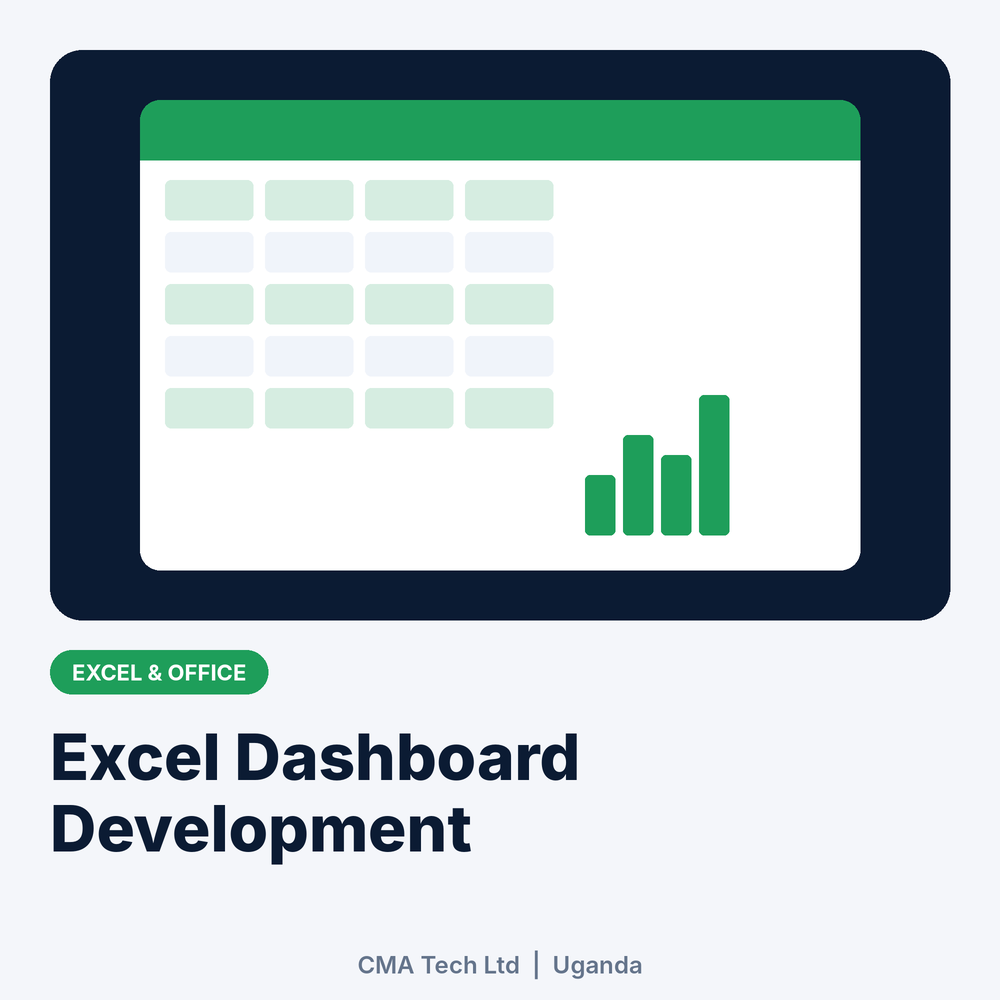 EXCEL & OFFICE
Excel Dashboard
Development
CMA Tech Ltd | Uganda